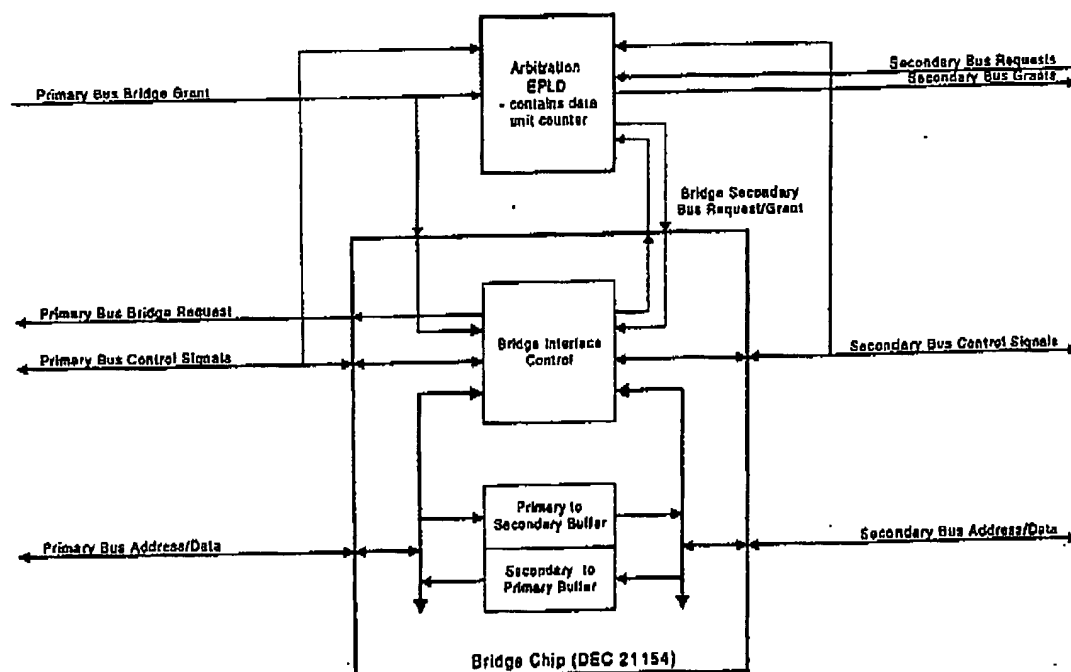 Arbitration
EPLD
- contains data
unit counter
Secondary Bus Requests
Secondary Bus Grants
Primary Bus Bridge Grant
Bridge Secondary
Bus Request/Grant
Primary Bus Bridge Request
Primary Bus Control Signals
Bridge Interface
Control
Secondary Bus Control Signals
Primary to
Secondary Buffer
Primary Bus Address/Data
Secondary Bus Address/Data
Secondary to
Primary Buffer
Bridge Chip (DEC 21154)